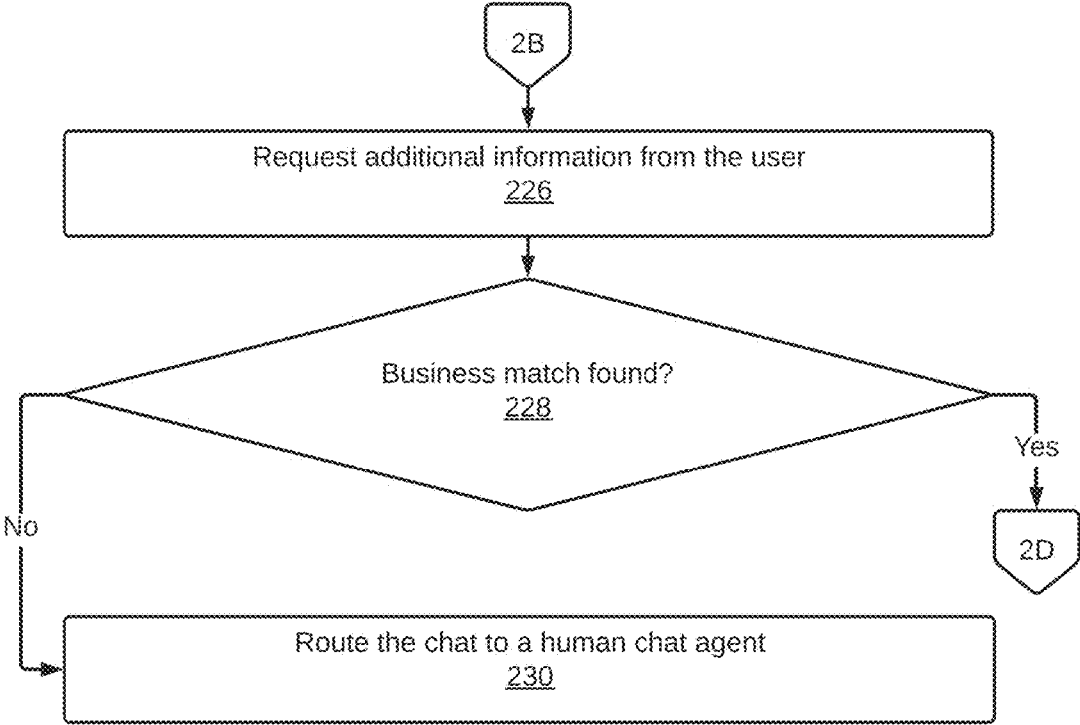 2B
Request additional information from the user
226
Business match found?
228
Yes
No
2D
Route the chat to a human chat agent
230